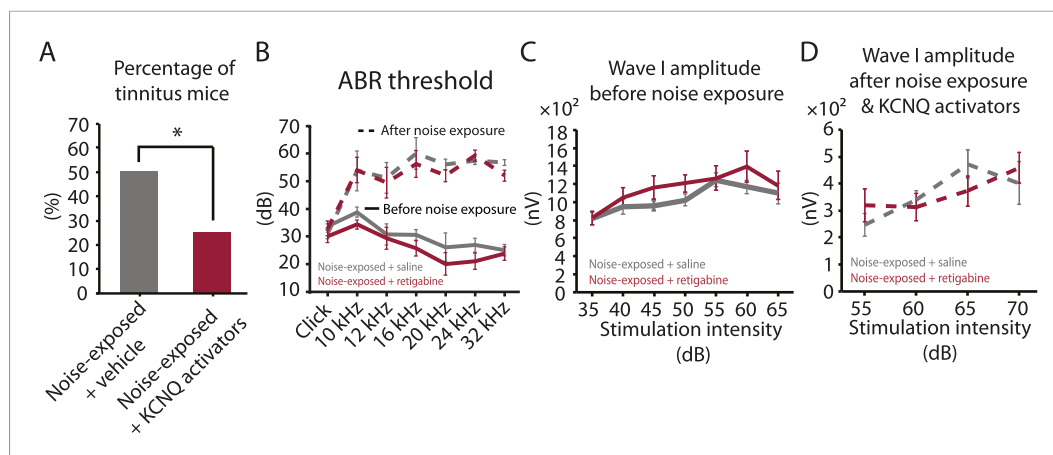 A
Percentage of
tinnitus mice
*
70
60
50
40
30
20
10
0
(%)
Noise-exposed
+ vehicle
Noise-exposed
+ KCNQ activators
B
ABR threshold
70
60
50
40
30
20
10
(dB)
After noise exposure
Before noise exposure
Noise-exposed + saline
Noise-exposed + retigabine
Click
10 kHz
12 kHz
16 kHz
20 kHz
24 kHz
32 kHz
C
Wave I amplitude
before noise exposure
×10²
18
16
14
12
10
8
6
4
2
0
(nV)
Noise-exposed + saline
Noise-exposed + retigabine
35 40 45 50 55 60 65
Stimulation intensity
(dB)
D
Wave I amplitude
after noise exposure
& KCNQ activators
×10²
6
5
4
3
2
1
0
(nV)
Noise-exposed + saline
Noise-exposed + retigabine
55 60 65 70
Stimulation intensity
(dB)